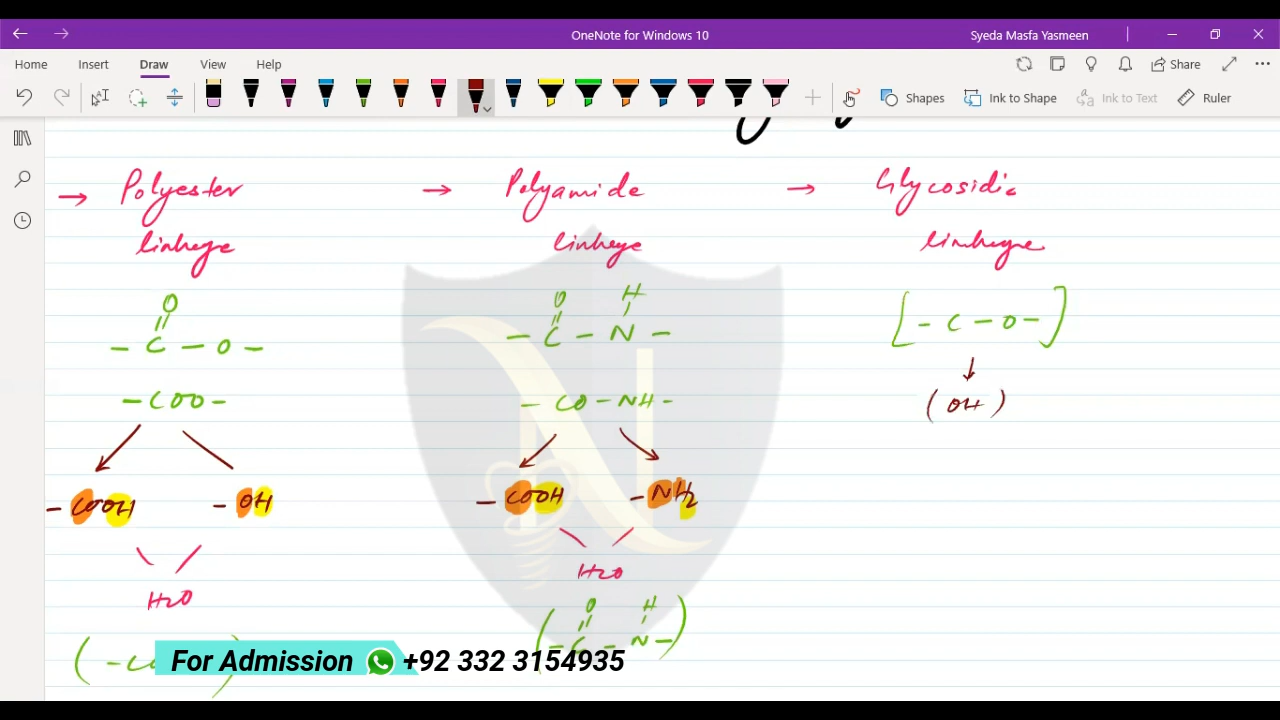 OneNote for Windows 10
Syeda Masfa Yasmeen
Home Insert Draw View Help
Share
Shapes Ink to Shape Ink to Text Ruler
→ Polyester → Polyamide → Glycosidic
linkage linkage linkage
O O H
|| || |
- C - O - - C - N - [ - C - O - ]
↓
- COO - - CO - NH - ( OH )
- COOH - OH - COOH - NH2
H2O H2O
O H
|| |
( - C - N - )
For Admission +92 332 3154935